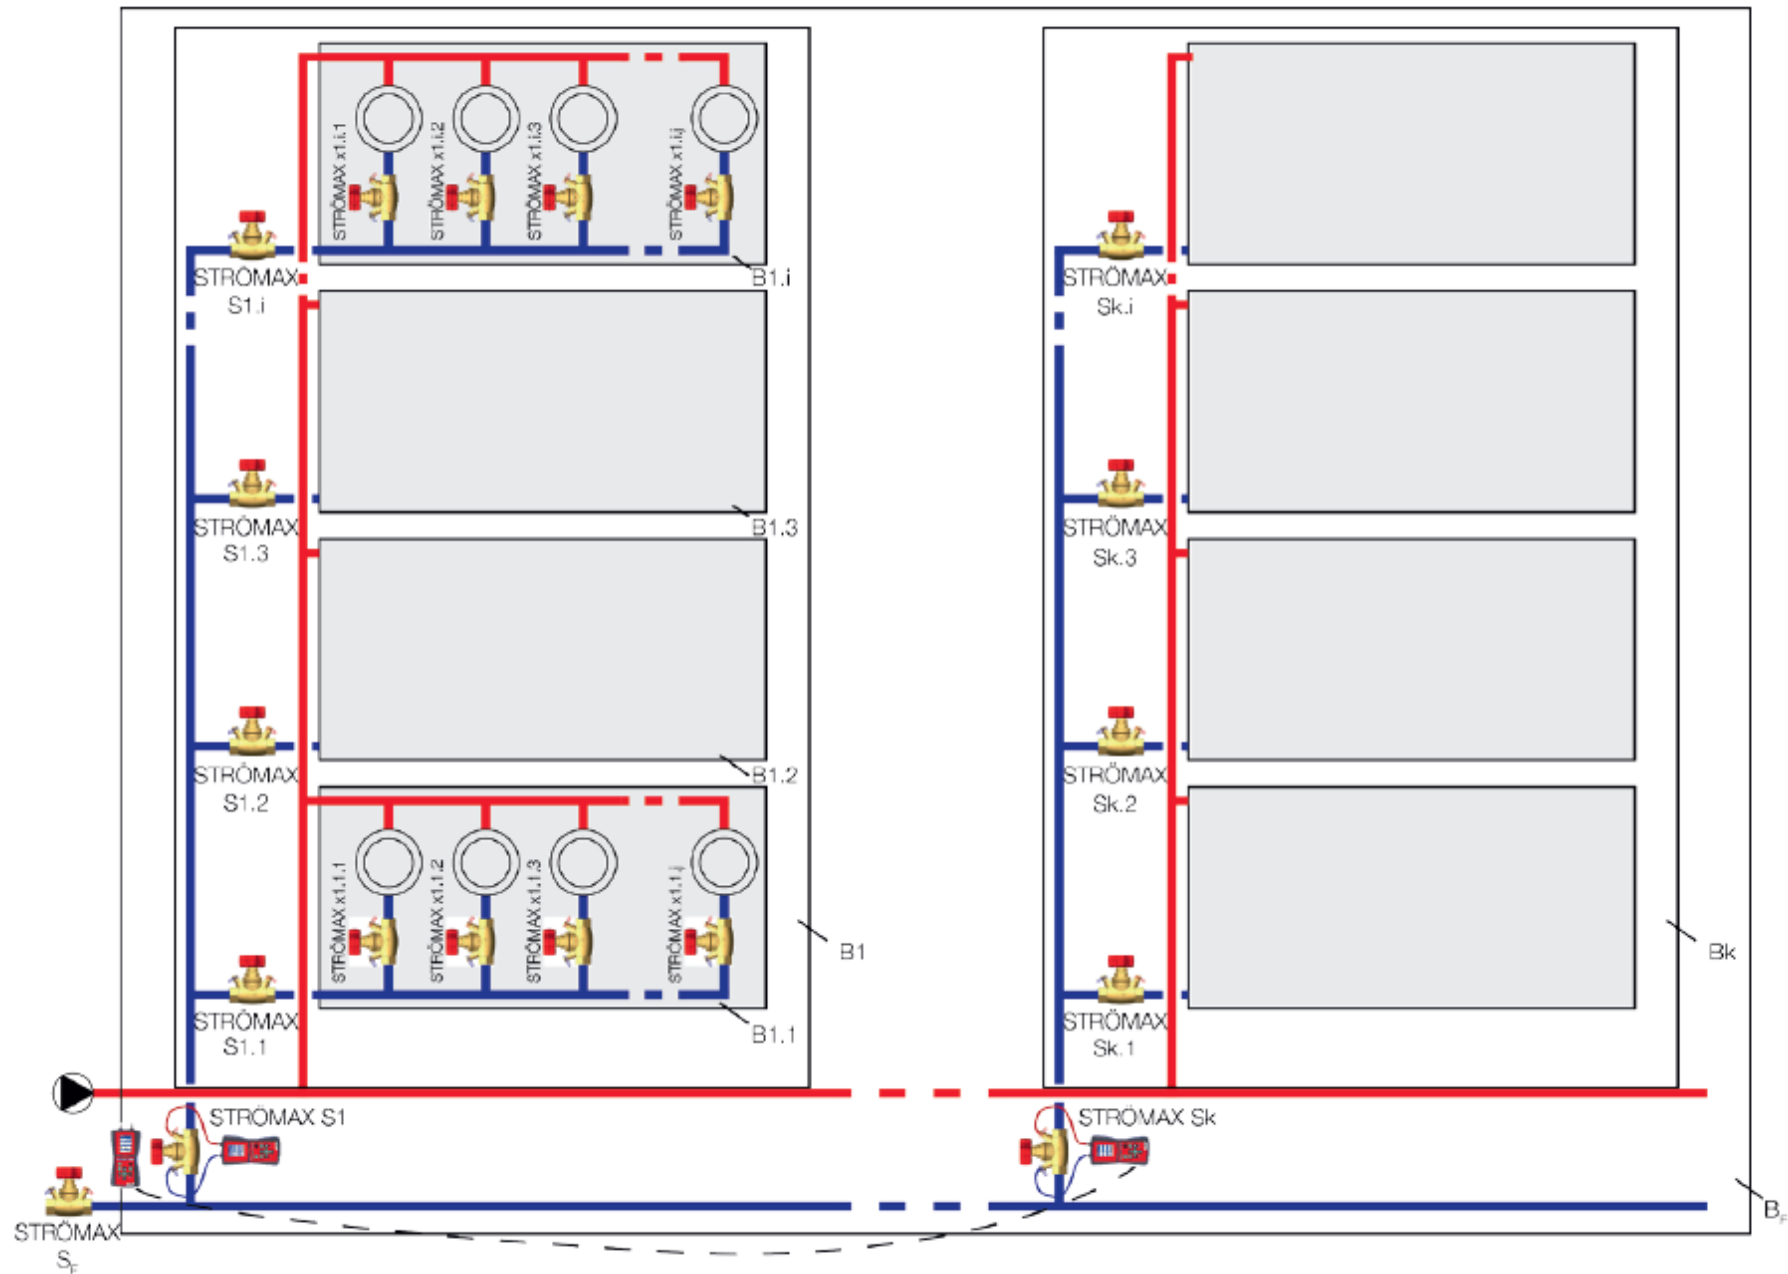 STRÖMAX x1.i.1
STRÖMAX x1.i.2
STRÖMAX x1.i.3
STRÖMAX x1.i.j
STRÖMAX
S1.i
B1.i
STRÖMAX
Sk.i
STRÖMAX
S1.3
B1.3
STRÖMAX
Sk.3
STRÖMAX
S1.2
B1.2
STRÖMAX
Sk.2
STRÖMAX x1.1.1
STRÖMAX x1.1.2
STRÖMAX x1.1.3
STRÖMAX x1.1.j
B1
Bk
STRÖMAX
S1.1
B1.1
STRÖMAX
Sk.1
STRÖMAX S1
STRÖMAX Sk
STRÖMAX
S_F
B_F